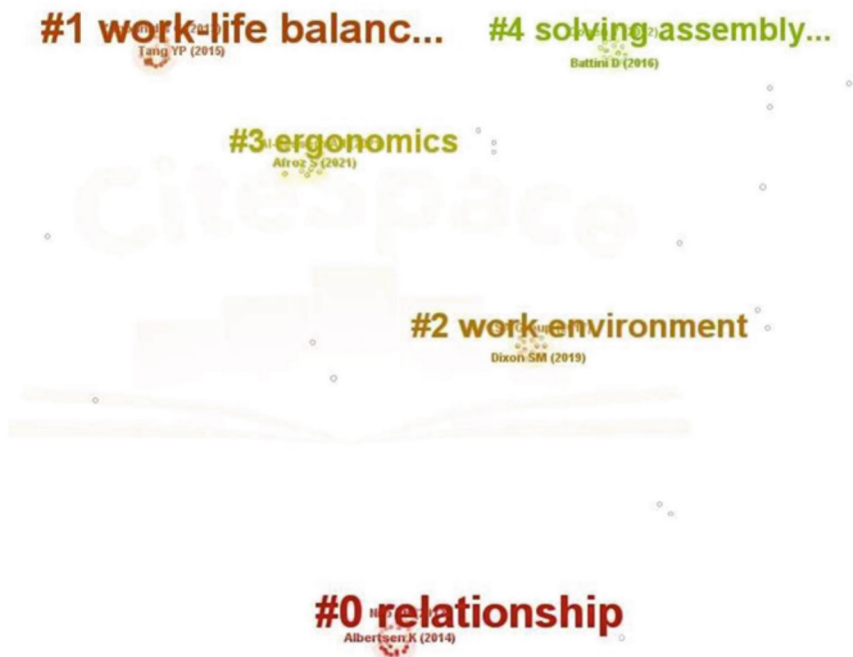 #1 work-life balanc...
#4 solving assembly...
Tang YP (2015)
Battini D (2016)
#3 ergonomics
Afroz S (2021)
CiteSpace
#2 work environment
Dixon SM (2019)
#0 relationship
Albertsen K (2014)